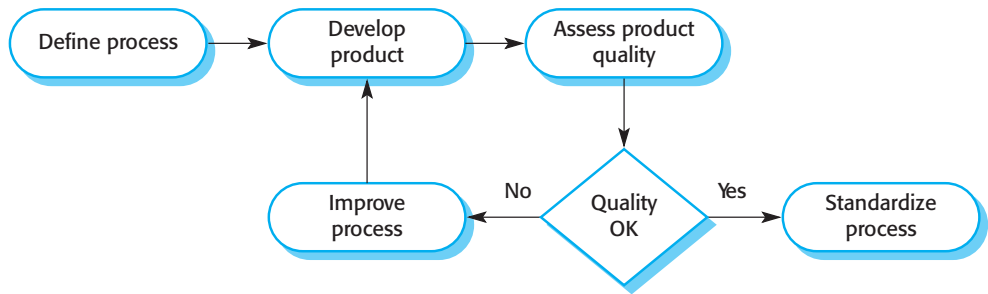 Define process
Develop
product
Assess product
quality
No
Yes
Improve
process
Quality
OK
Standardize
process